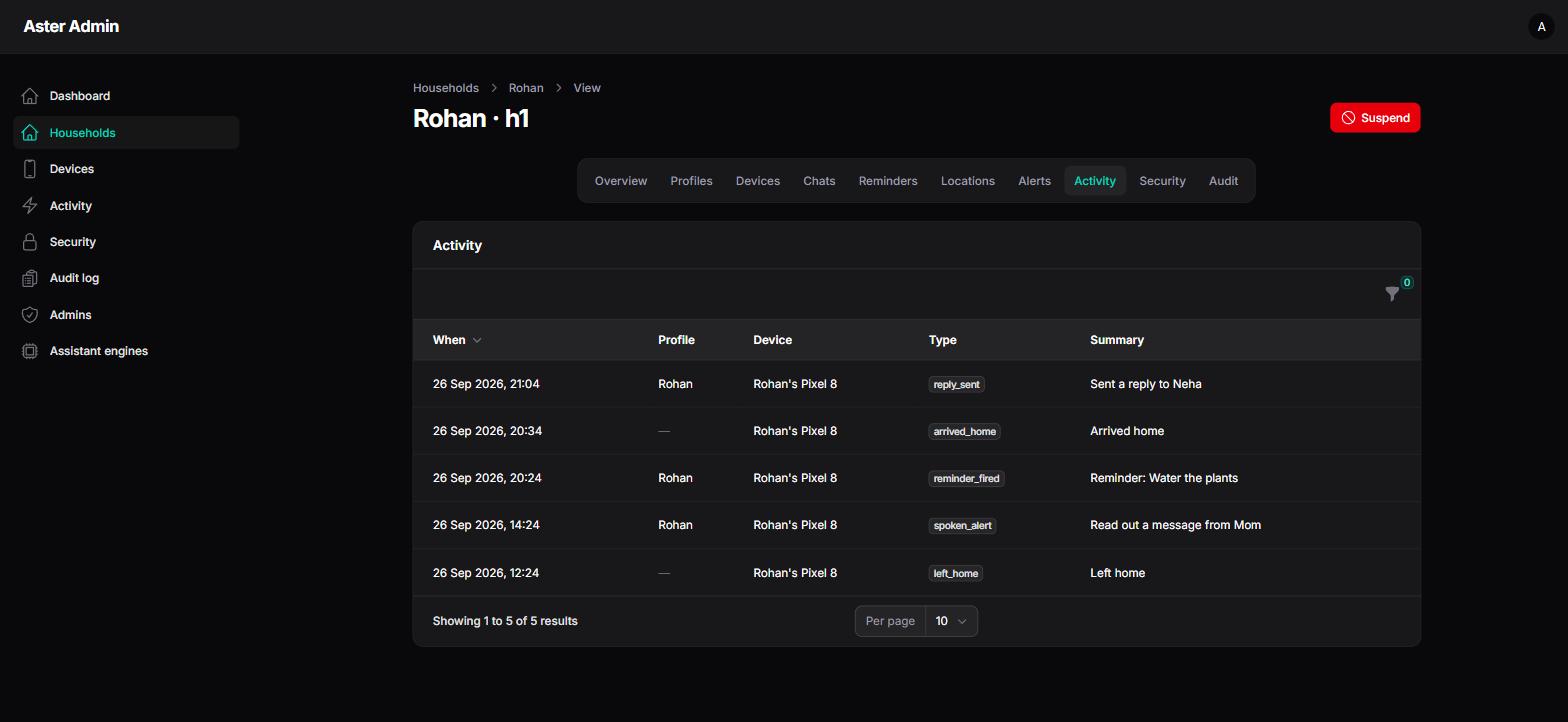 Aster Admin
A
Dashboard
Households
Devices
Activity
Security
Audit log
Admins
Assistant engines
Households > Rohan > View
Rohan · h1
Suspend
Overview Profiles Devices Chats Reminders Locations Alerts Activity Security Audit
Activity
0
When Profile Device Type Summary
26 Sep 2026, 21:04 Rohan Rohan's Pixel 8 reply_sent Sent a reply to Neha
26 Sep 2026, 20:34 — Rohan's Pixel 8 arrived_home Arrived home
26 Sep 2026, 20:24 Rohan Rohan's Pixel 8 reminder_fired Reminder: Water the plants
26 Sep 2026, 14:24 Rohan Rohan's Pixel 8 spoken_alert Read out a message from Mom
26 Sep 2026, 12:24 — Rohan's Pixel 8 left_home Left home
Showing 1 to 5 of 5 results Per page 10